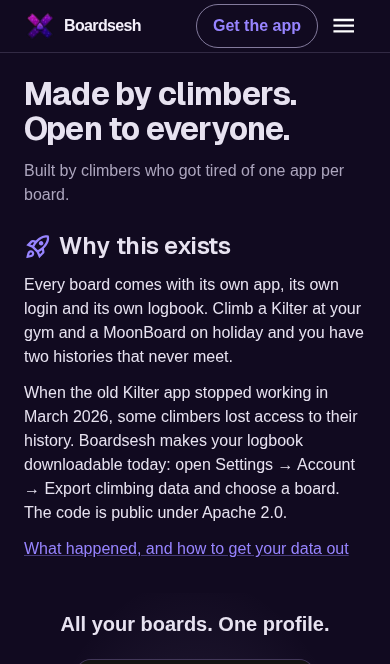 Boardsesh
Get the app
Made by climbers.
Open to everyone.
Built by climbers who got tired of one app per
board.
Why this exists
Every board comes with its own app, its own
login and its own logbook. Climb a Kilter at your
gym and a MoonBoard on holiday and you have
two histories that never meet.
When the old Kilter app stopped working in
March 2026, some climbers lost access to their
history. Boardsesh makes your logbook
downloadable today: open Settings → Account
→ Export climbing data and choose a board.
The code is public under Apache 2.0.
What happened, and how to get your data out
All your boards. One profile.